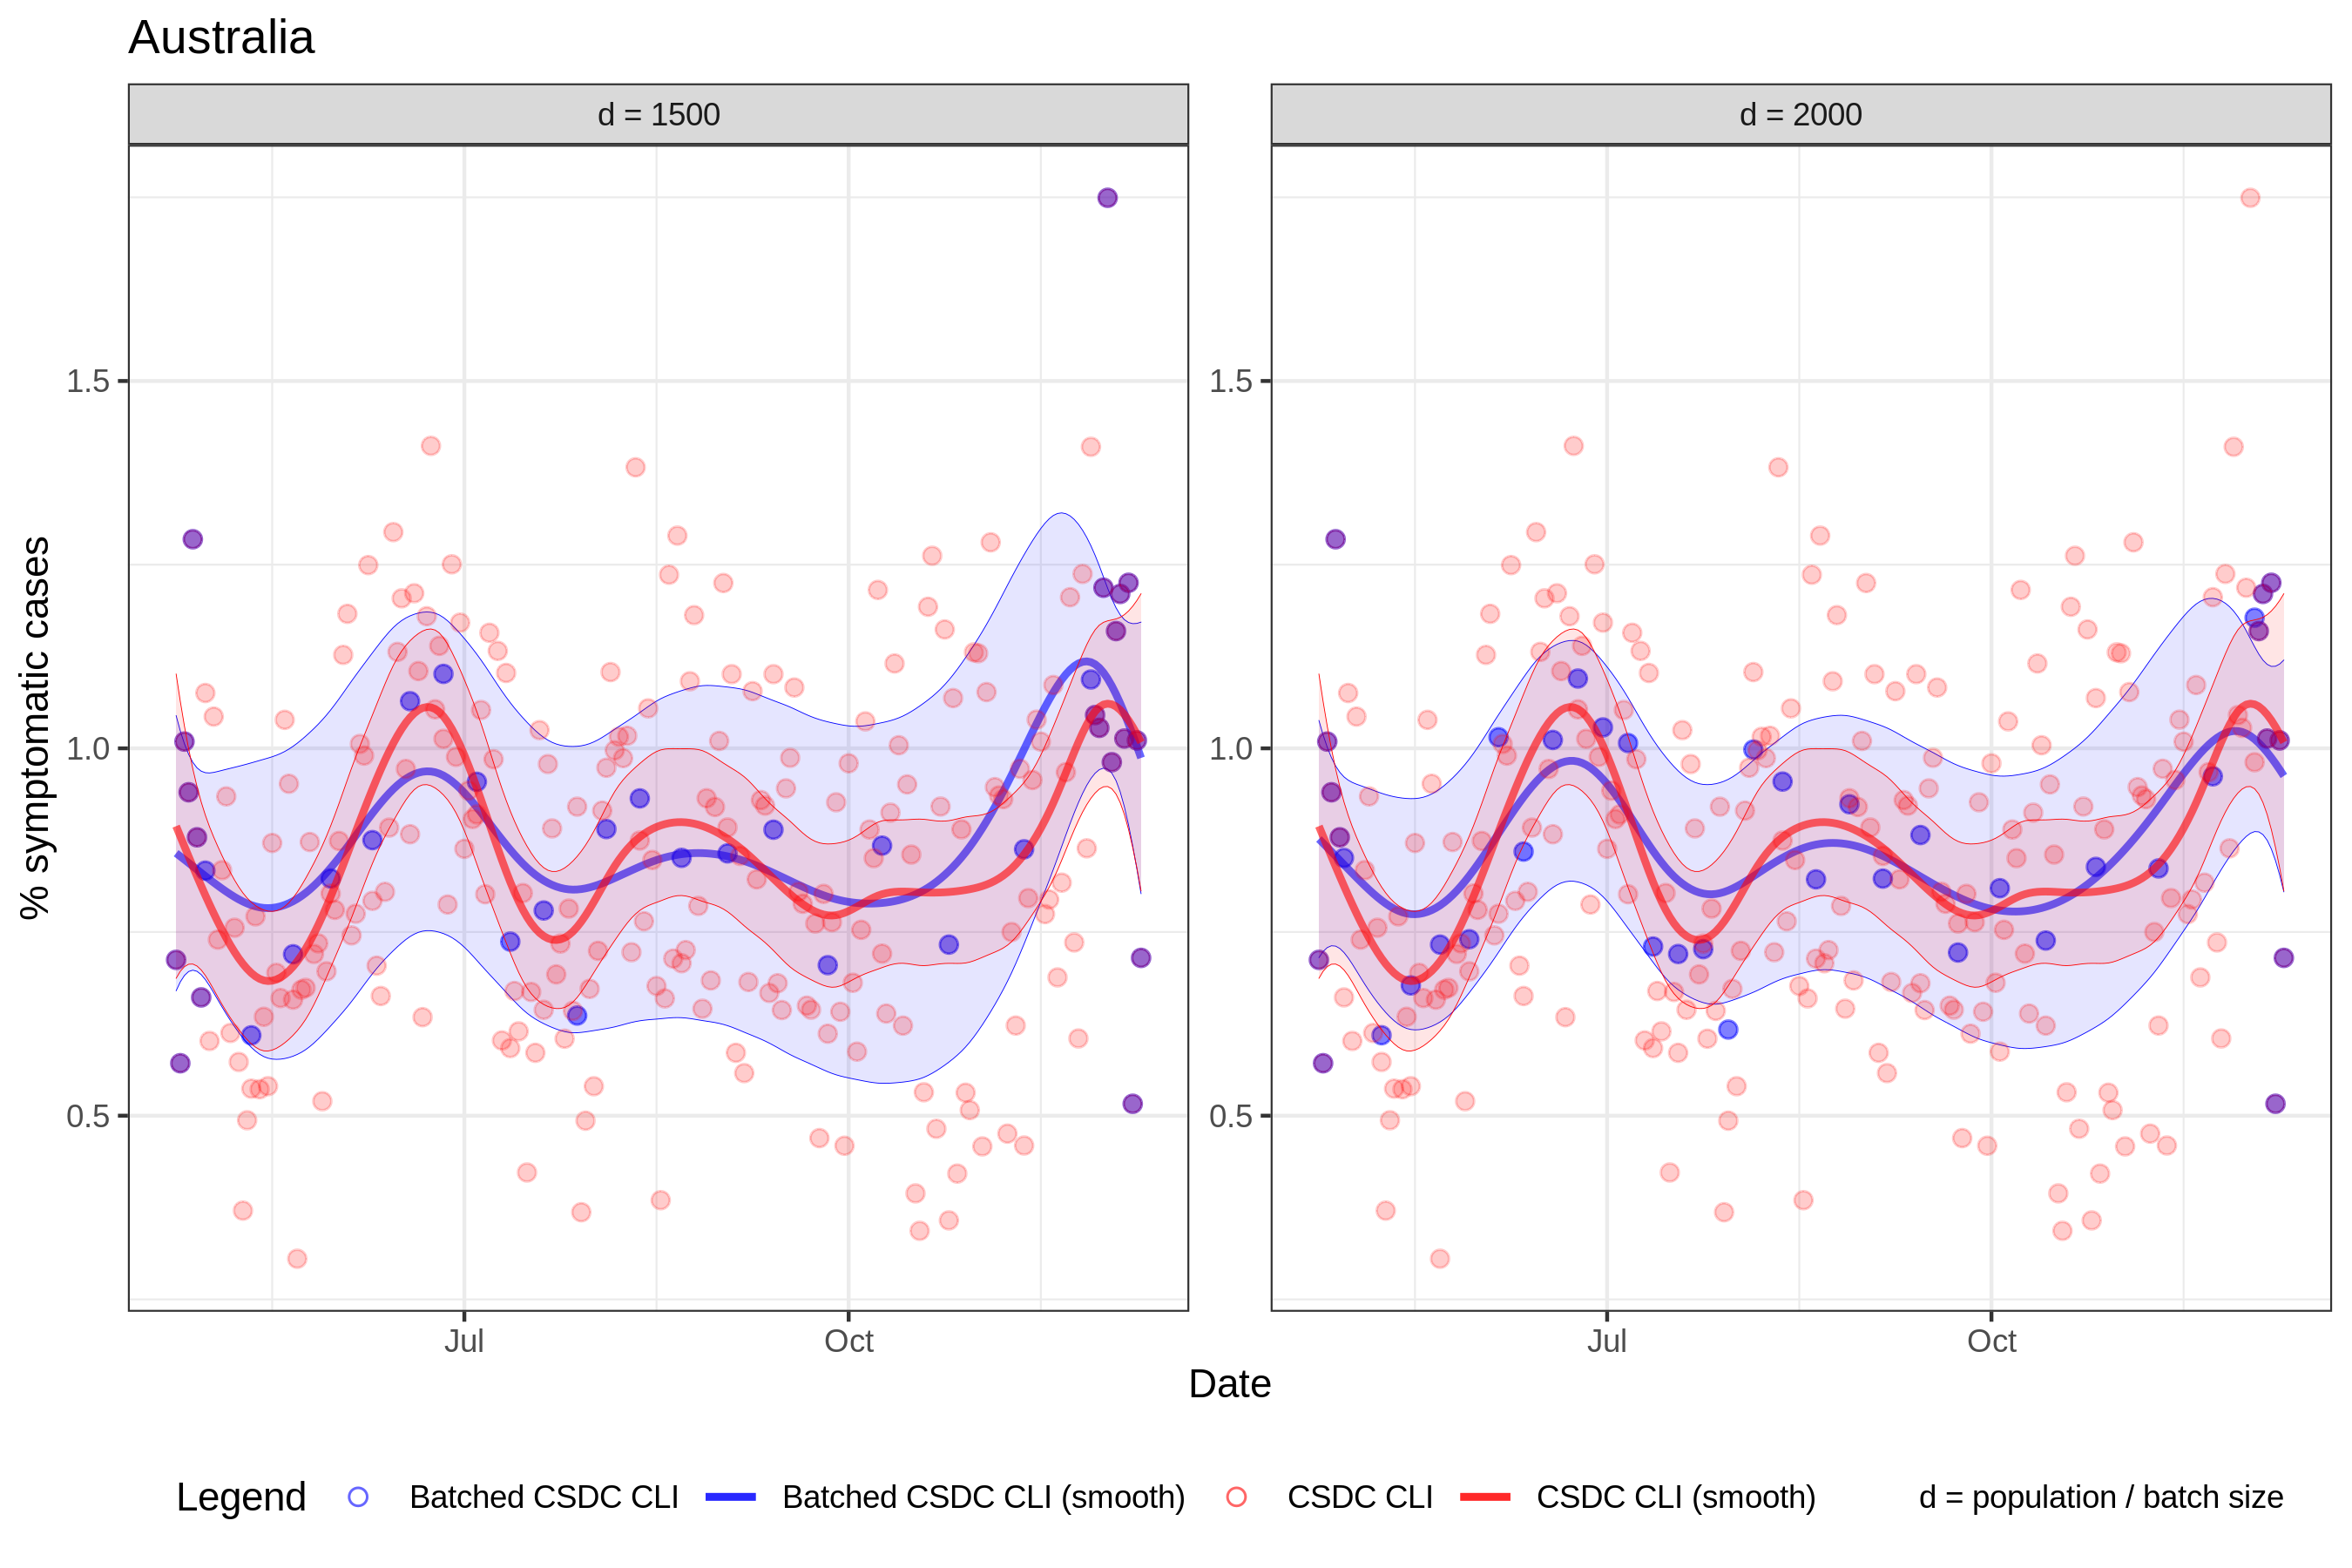 Australia
d = 1500
d = 2000
% symptomatic cases
1.5
1.0
0.5
1.5
1.0
0.5
Jul
Oct
Jul
Oct
Date
Legend
Batched CSDC CLI
Batched CSDC CLI (smooth)
CSDC CLI
CSDC CLI (smooth)
d = population / batch size